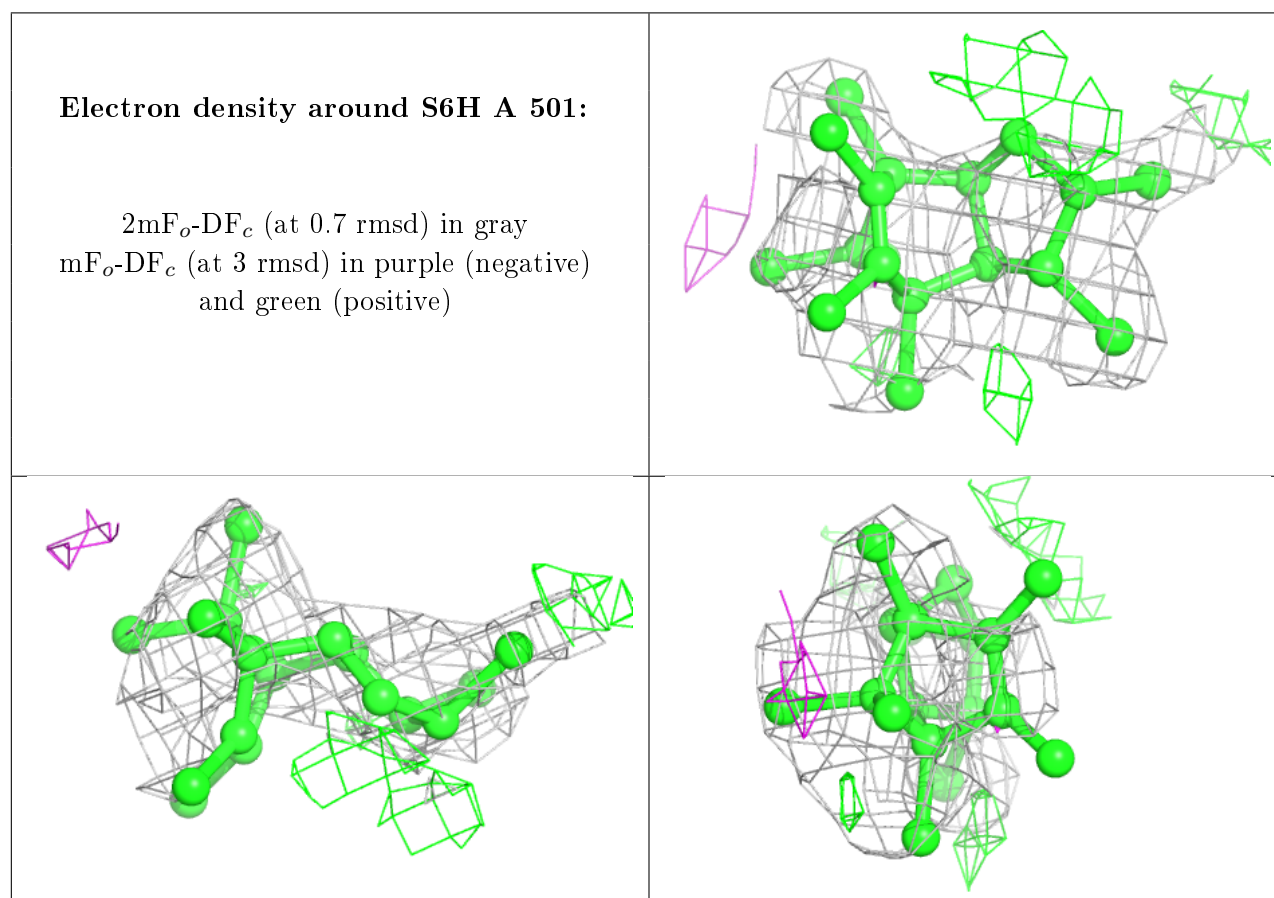 Electron density around S6H A 501:
2mFo-DFc (at 0.7 rmsd) in gray
mFo-DFc (at 3 rmsd) in purple (negative)
and green (positive)